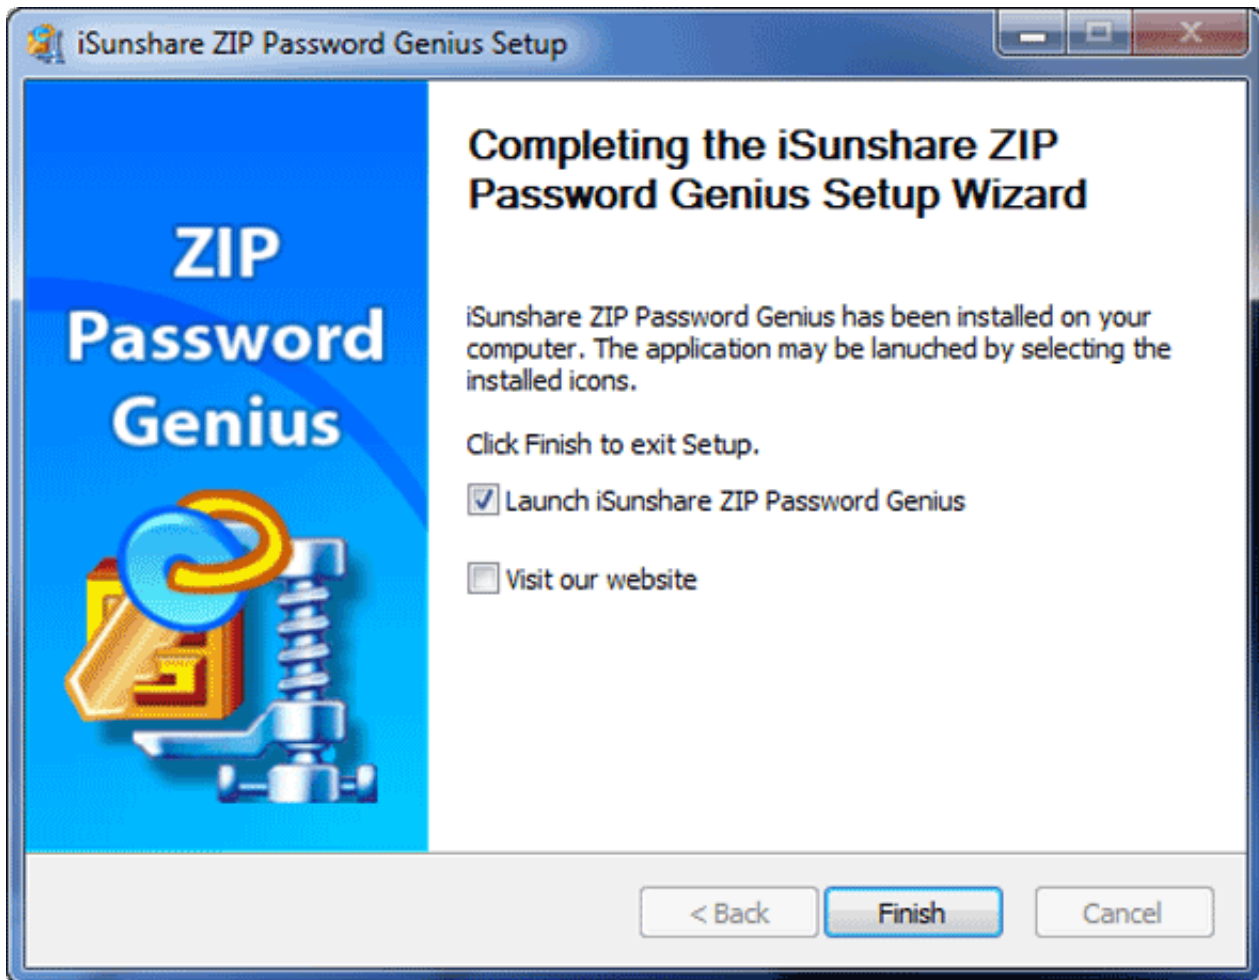 iSunshare ZIP Password Genius Setup
ZIP
Password
Genius
Completing the iSunshare ZIP
Password Genius Setup Wizard
iSunshare ZIP Password Genius has been installed on your
computer. The application may be lanuched by selecting the
installed icons.
Click Finish to exit Setup.
Launch iSunshare ZIP Password Genius
Visit our website
< Back
Finish
Cancel